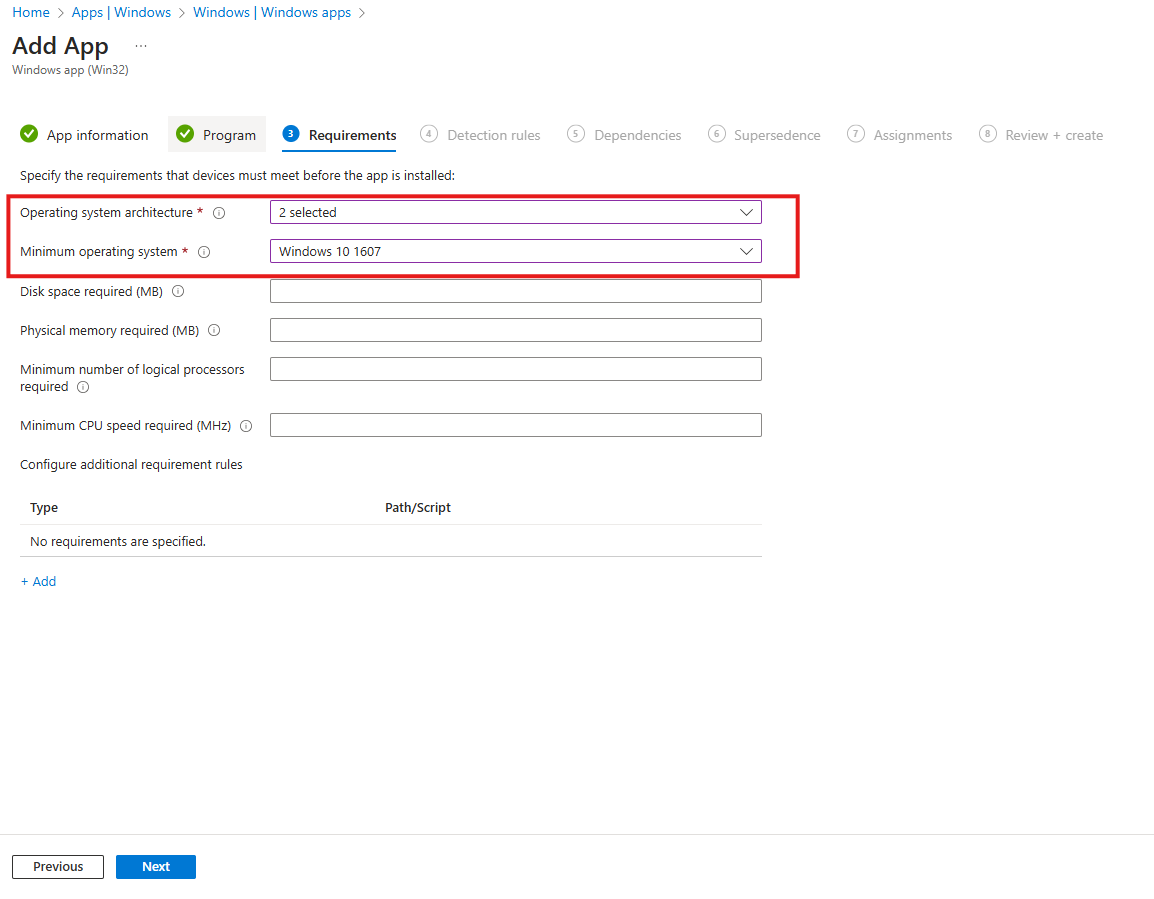 Home > Apps | Windows > Windows | Windows apps >
Add App ...
Windows app (Win32)
App information Program 3 Requirements 4 Detection rules 5 Dependencies 6 Supersedence 7 Assignments 8 Review + create
Specify the requirements that devices must meet before the app is installed:
Operating system architecture * 2 selected
Minimum operating system * Windows 10 1607
Disk space required (MB)
Physical memory required (MB)
Minimum number of logical processors
required
Minimum CPU speed required (MHz)
Configure additional requirement rules
Type Path/Script
No requirements are specified.
+ Add
Previous Next